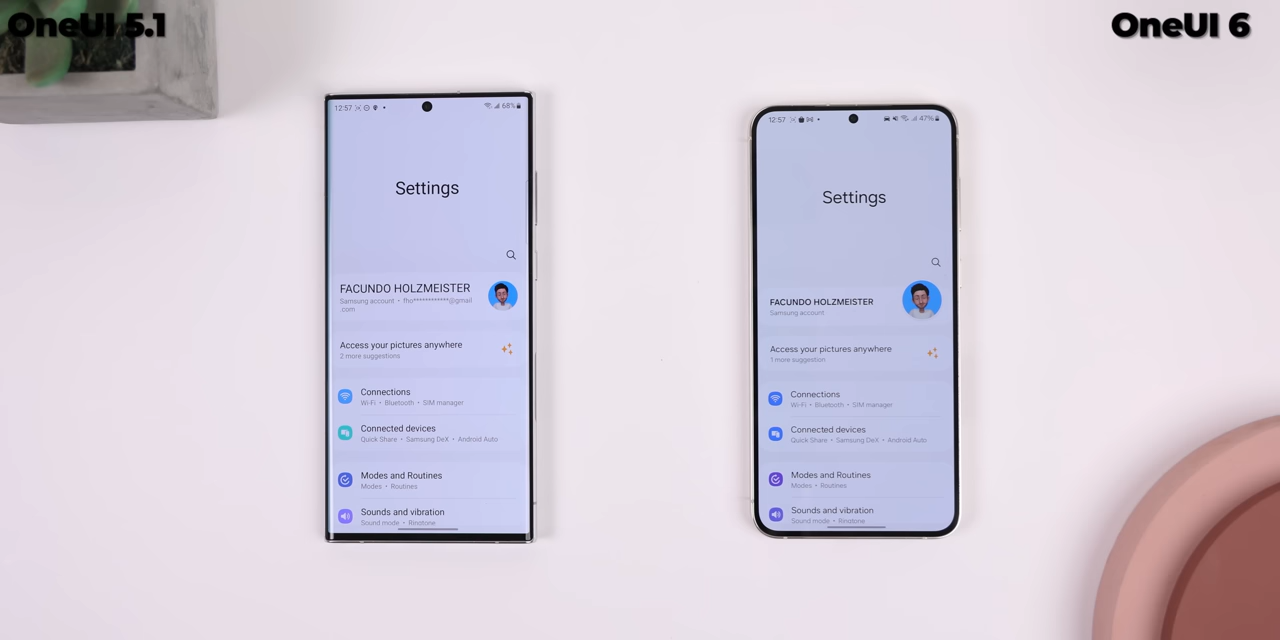 OneUI 5.1
OneUI 6
12:57
68%
Settings
FACUNDO HOLZMEISTER
Samsung account • fho************@gmail
.com
Access your pictures anywhere
2 more suggestions
Connections
Wi-Fi • Bluetooth • SIM manager
Connected devices
Quick Share • Samsung DeX • Android Auto
Modes and Routines
Modes • Routines
Sounds and vibration
Sound mode • Ringtone
12:57
47%
Settings
FACUNDO HOLZMEISTER
Samsung account
Access your pictures anywhere
1 more suggestion
Connections
Wi-Fi • Bluetooth • SIM manager
Connected devices
Quick Share • Samsung DeX • Android Auto
Modes and Routines
Modes • Routines
Sounds and vibration
Sound mode • Ringtone